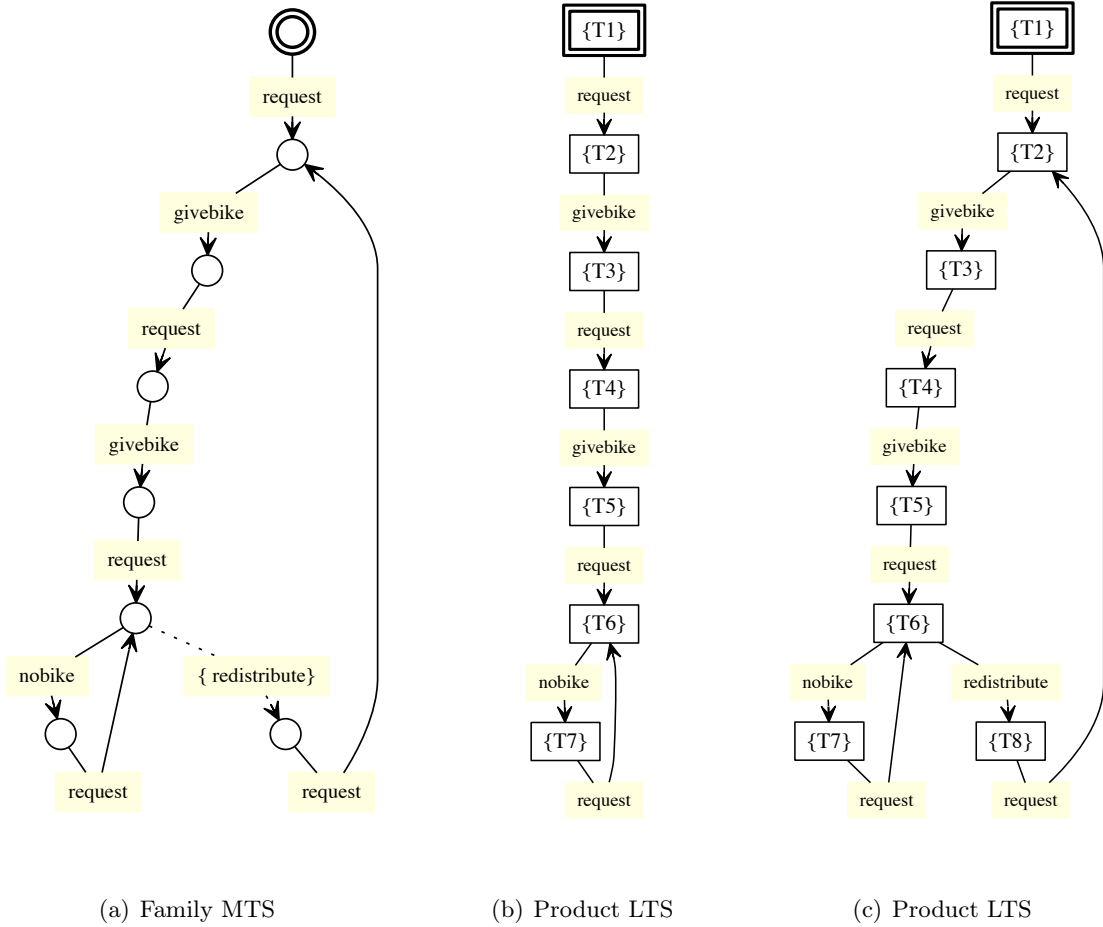 request
givebike
request
givebike
request
nobike
{ redistribute}
request
request
(a) Family MTS
{T1}
request
{T2}
givebike
{T3}
request
{T4}
givebike
{T5}
request
{T6}
nobike
{T7}
request
(b) Product LTS
{T1}
request
{T2}
givebike
{T3}
request
{T4}
givebike
{T5}
request
{T6}
nobike
redistribute
{T7}
{T8}
request
request
(c) Product LTS